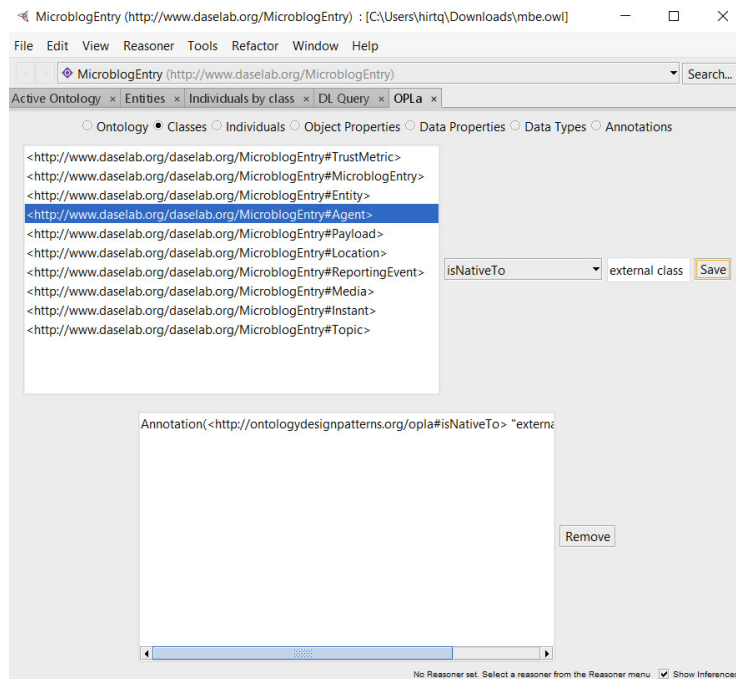 MicroblogEntry (http://www.daselab.org/MicroblogEntry) : [C:\Users\hirtq\Downloads\mbe.owl]
File Edit View Reasoner Tools Refactor Window Help
< > MicroblogEntry (http://www.daselab.org/MicroblogEntry) Search...
Active Ontology × Entities × Individuals by class × DL Query × OPLa ×
Ontology Classes Individuals Object Properties Data Properties Data Types Annotations
<http://www.daselab.org/daselab.org/MicroblogEntry#TrustMetric>
<http://www.daselab.org/daselab.org/MicroblogEntry#MicroblogEntry>
<http://www.daselab.org/daselab.org/MicroblogEntry#Entity>
<http://www.daselab.org/daselab.org/MicroblogEntry#Agent>
<http://www.daselab.org/daselab.org/MicroblogEntry#Payload>
<http://www.daselab.org/daselab.org/MicroblogEntry#Location>
<http://www.daselab.org/daselab.org/MicroblogEntry#ReportingEvent>
isNativeTo external class Save
<http://www.daselab.org/daselab.org/MicroblogEntry#Media>
<http://www.daselab.org/daselab.org/MicroblogEntry#Instant>
<http://www.daselab.org/daselab.org/MicroblogEntry#Topic>
Annotation(<http://ontologydesignpatterns.org/opla#isNativeTo> "externa
Remove
No Reasoner set. Select a reasoner from the Reasoner menu Show Inferences